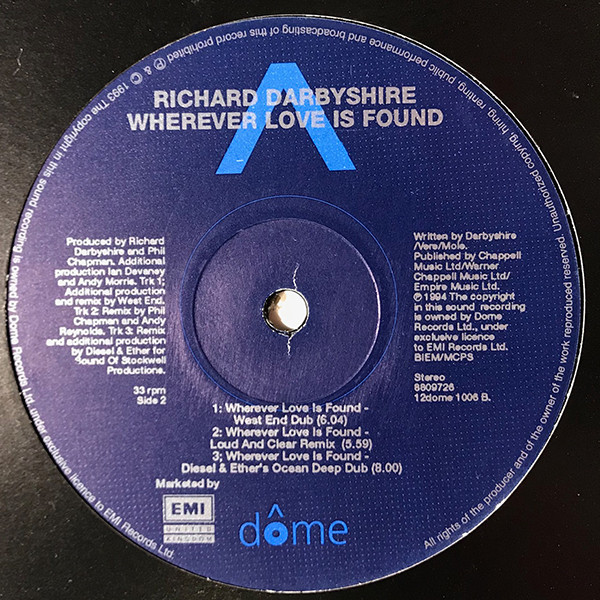 RICHARD DARBYSHIRE
WHEREVER LOVE IS FOUND
Produced by Richard
Darbyshire and Phil
Chapman. Additional
production Ian Devaney
and Andy Morris. Trk 1;
Additional production
and remix by West End.
Trk 2: Remix by Phil
Chapman and Andy
Reynolds. Trk 3: Remix
and additional production
by Diesel & Ether for
Sound Of Stockwell
Productions.
33 rpm
Side 2
Written by Darbyshire
/Vere/Mole.
Published by Chappell
Music Ltd/Warner
Chappell Music Ltd/
Empire Music Ltd.
℗ 1994 The copyright
in this sound recording
is owned by Dome
Records Ltd., under
exclusive licence
to EMI Records Ltd.
BIEM/MCPS
Stereo
8809726
12dome 1006 B.
1: Wherever Love Is Found -
West End Dub (6.04)
2: Wherever Love Is Found -
Loud And Clear Remix (5.59)
3; Wherever Love Is Found -
Diesel & Ether's Ocean Deep Dub (8.00)
Marketed by
EMI
UNITED
KINGDOM
dôme
℗ & © 1993 The copyright in this sound recording is owned by Dome Records Ltd. under exclusive licence to EMI Records Ltd.
All rights of the producer and of the owner of the work reproduced reserved. Unauthorized copying, hiring, renting, public performance and broadcasting of this record prohibited